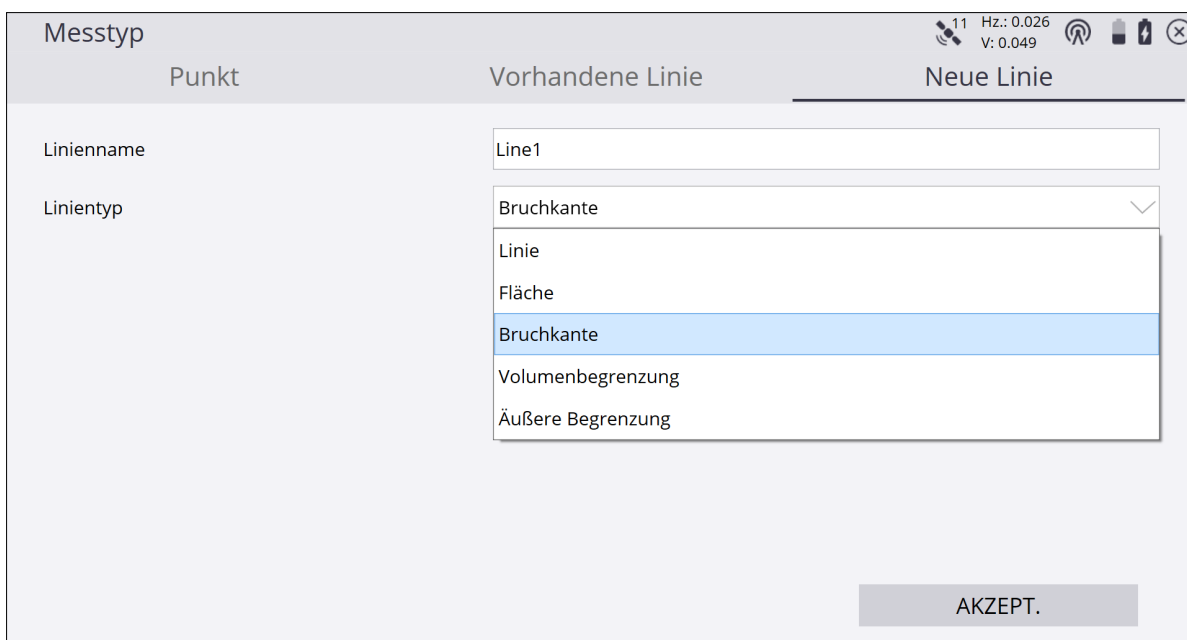 Messtyp
11
Hz.: 0.026
V: 0.049
Punkt
Vorhandene Linie
Neue Linie
Linienname
Line1
Linientyp
Bruchkante
Linie
Fläche
Bruchkante
Volumenbegrenzung
Äußere Begrenzung
AKZEPT.